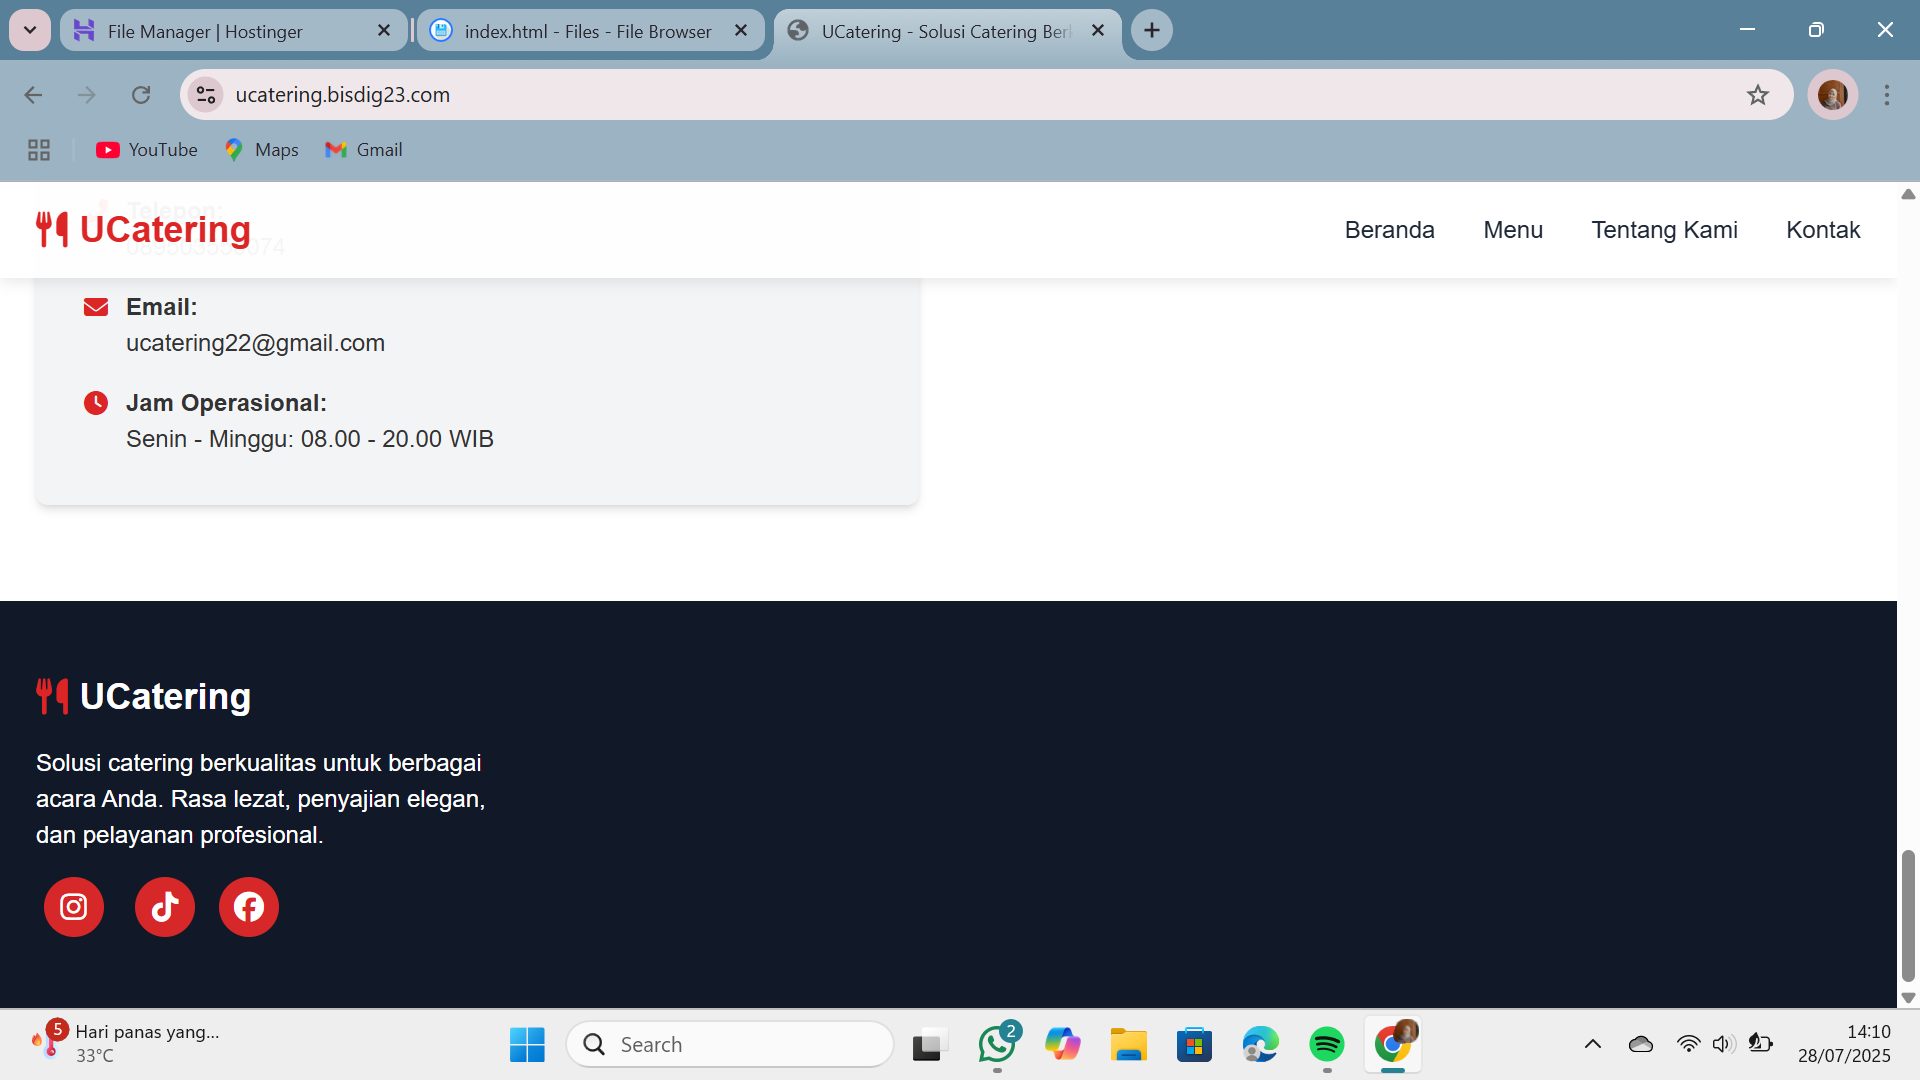 File Manager | Hostinger
index.html - Files - File Browser
UCatering - Solusi Catering Ber
ucatering.bisdig23.com
YouTube
Maps
Gmail
Telepon:
UCatering
Beranda
Menu
Tentang Kami
Kontak
Email:
ucatering22@gmail.com
Jam Operasional:
Senin - Minggu: 08.00 - 20.00 WIB
UCatering
Solusi catering berkualitas untuk berbagai
acara Anda. Rasa lezat, penyajian elegan,
dan pelayanan profesional.
5
Hari panas yang...
33°C
Search
2
14:10
28/07/2025